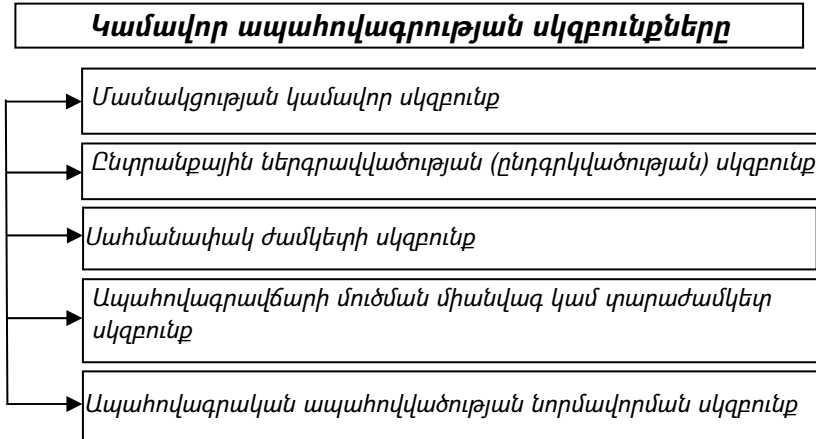 Կամավոր ապահովագրության սկզբունքները
Մասնակցության կամավոր սկզբունք
Ընտրանքային ներգրավվածության (ընդգրկվածության) սկզբունք
Սահմանափակ ժամկետի սկզբունք
Ապահովագրավճարի մուծման միանվագ կամ տարաժամկետ
սկզբունք
Ապահովագրական ապահովվածության նորմավորման սկզբունք